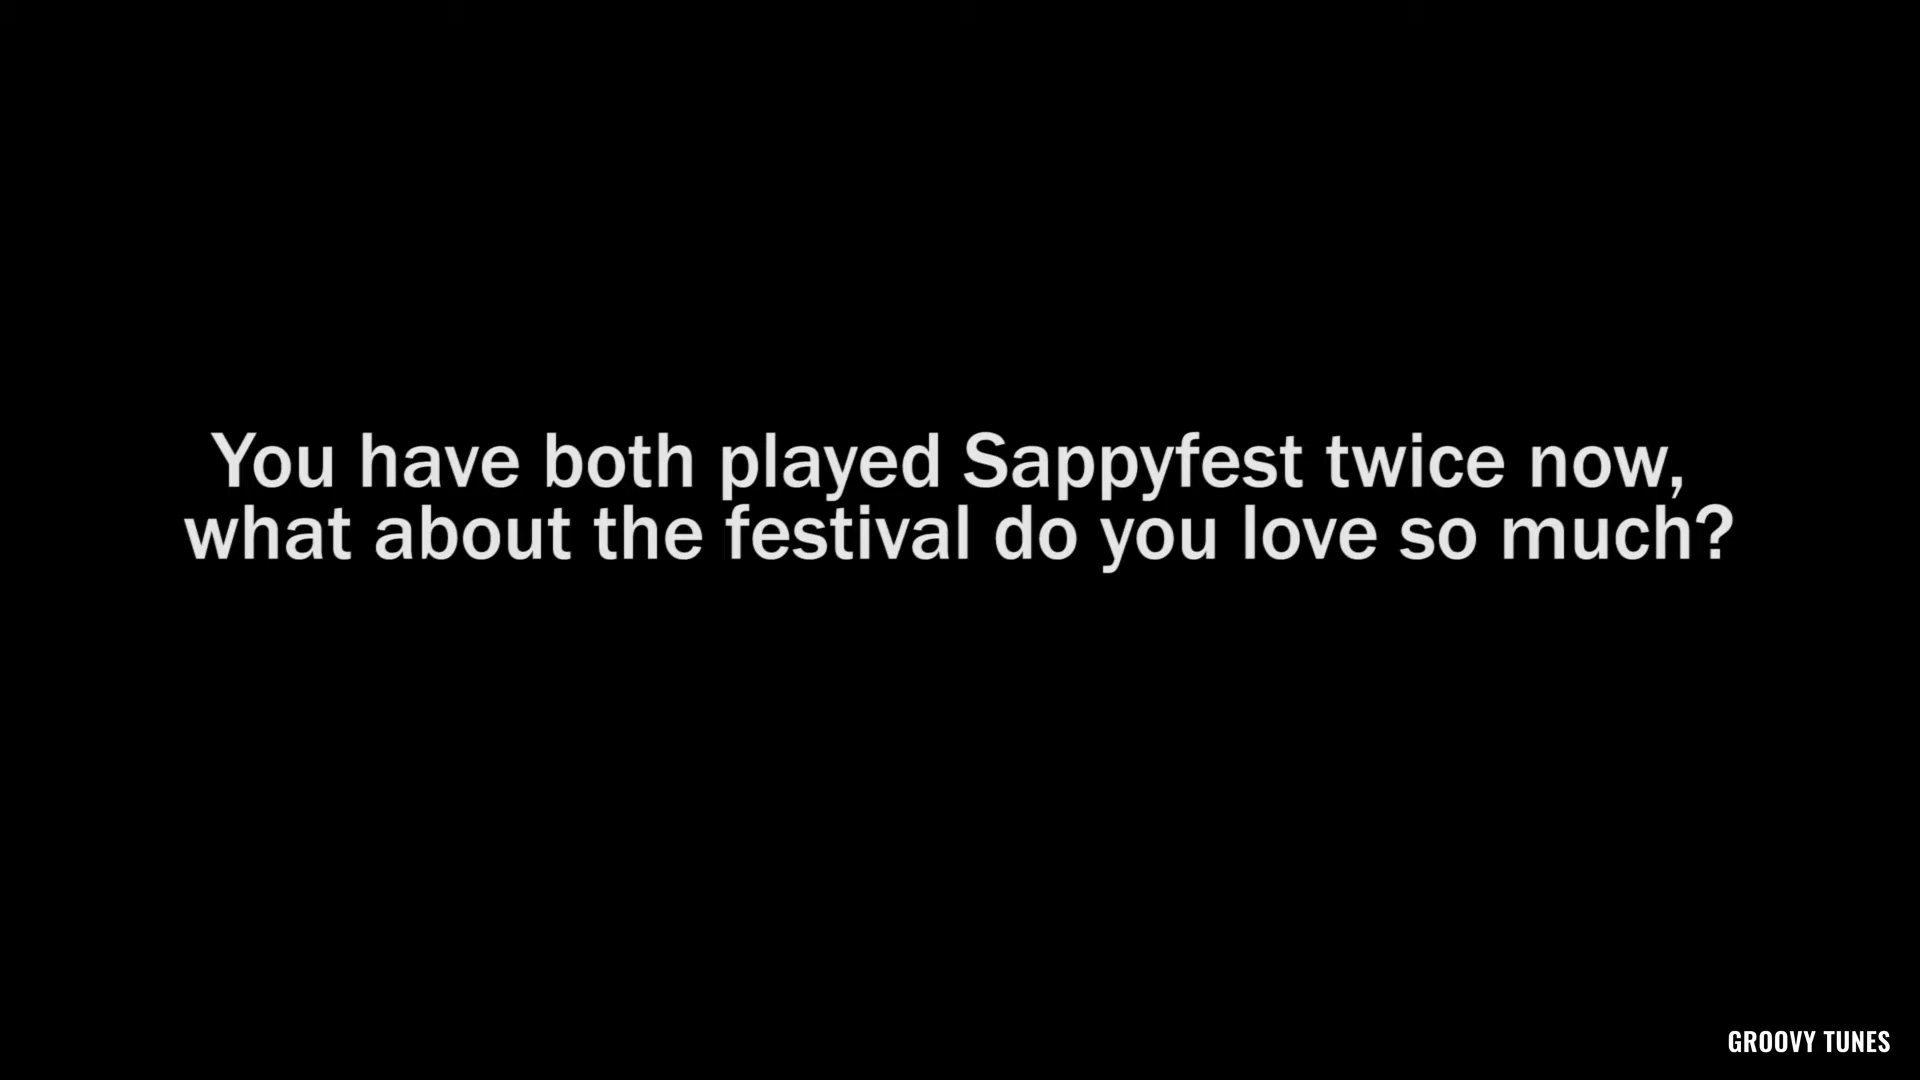 You have both played Sappyfest twice now,
what about the festival do you love so much?
GROOVY TUNES